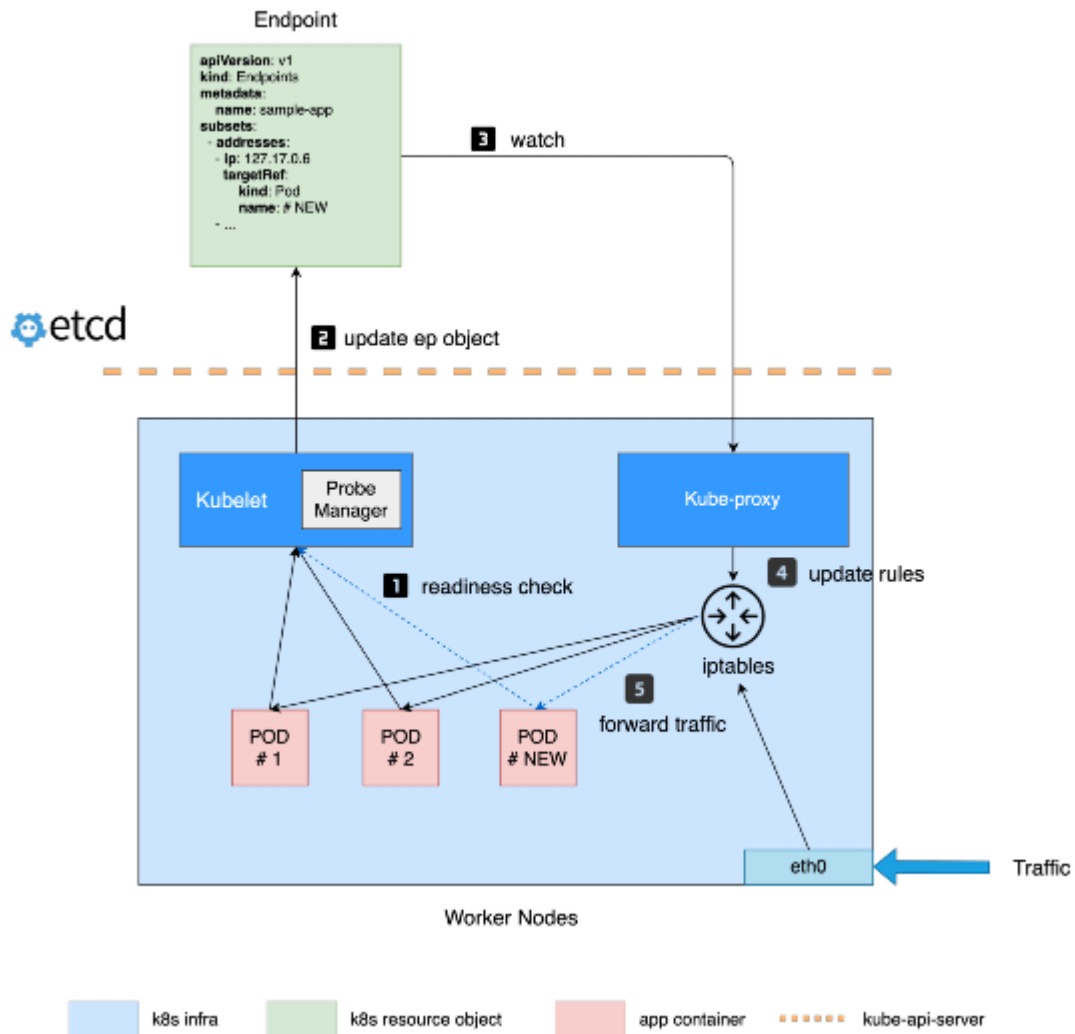 Endpoint
apiVersion: v1
kind: Endpoints
metadata:
name: sample-app
subsets:
- addresses:
- ip: 127.17.0.6
targetRef:
kind: Pod
name: # NEW
- ...
3 watch
etcd
2 update ep object
Kubelet
Probe
Manager
Kube-proxy
1 readiness check
4 update rules
iptables
5
forward traffic
POD
# 1
POD
# 2
POD
# NEW
eth0
Traffic
Worker Nodes
k8s infra
k8s resource object
app container
kube-api-server